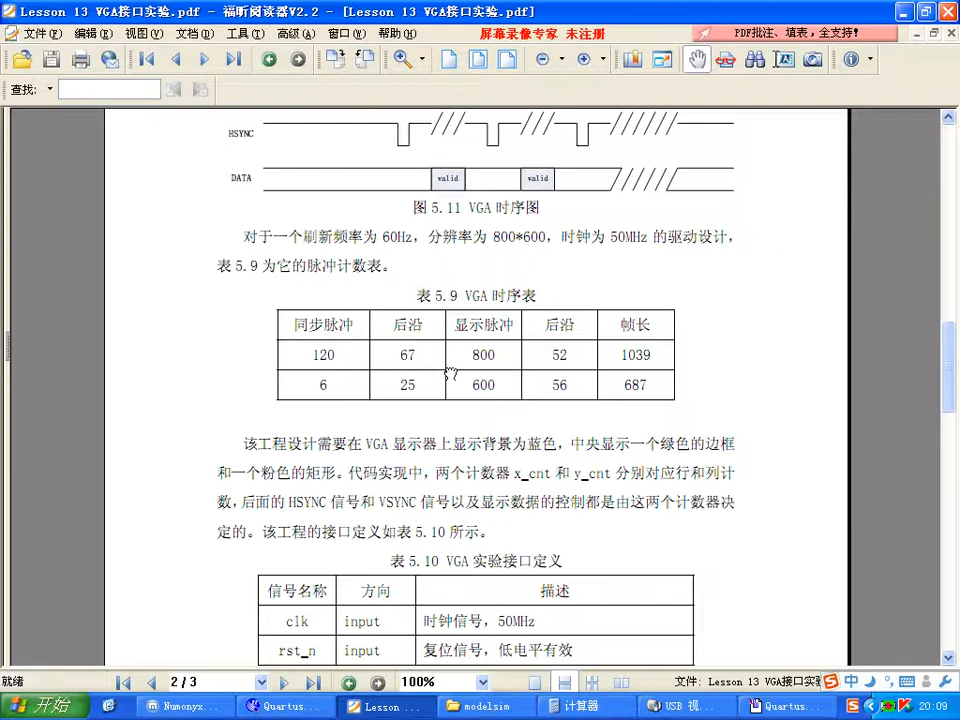 Lesson 13 VGA接口实验.pdf - 福昕阅读器V2.2 - [Lesson 13 VGA接口实验.pdf]
文件(F) 编辑(E) 视图(V) 文档(D) 工具(T) 高级(A) 窗口(W) 帮助(H) 屏幕录像专家 未注册 PDF批注、填表，全支持!
查找:
HSYNC
DATA valid valid
图 5.11 VGA 时序图
对于一个刷新频率为 60Hz，分辨率为 800*600，时钟为 50MHz 的驱动设计，
表 5.9 为它的脉冲计数表。
表 5.9 VGA 时序表
同步脉冲 后沿 显示脉冲 后沿 帧长
120 67 800 52 1039
6 25 600 56 687
该工程设计需要在 VGA 显示器上显示背景为蓝色，中央显示一个绿色的边框
和一个粉色的矩形。代码实现中，两个计数器 x_cnt 和 y_cnt 分别对应行和列计
数，后面的 HSYNC 信号和 VSYNC 信号以及显示数据的控制都是由这两个计数器决
定的。该工程的接口定义如表 5.10 所示。
表 5.10 VGA 实验接口定义
信号名称 方向 描述
clk input 时钟信号，50MHz
rst_n input 复位信号，低电平有效
就绪 2 / 3 100% 文件: Lesson 13 VGA接口实 中
开始 Numonyx... Quartus... Lesson ... modelsim 计算器 USB 视... Quartus... 20:09